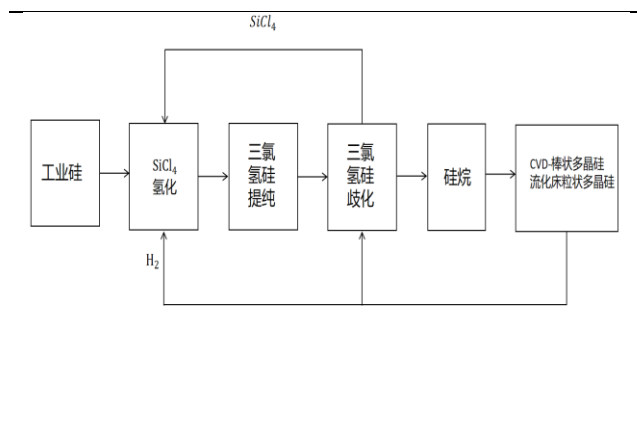 SiCl₄
工业硅
SiCl₄
氢化
三氯
氢硅
提纯
三氯
氢硅
歧化
硅烷
CVD-棒状多晶硅
流化床粒状多晶硅
H₂